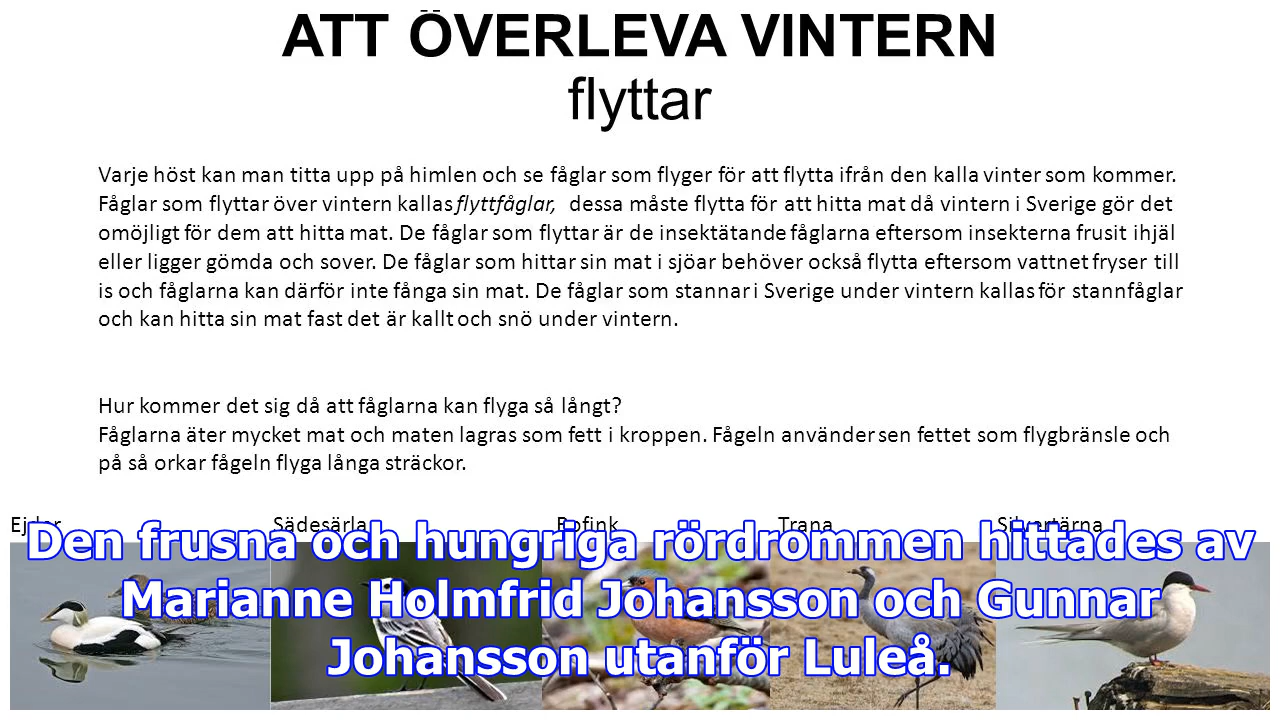 ATT ÖVERLEVA VINTERN
flyttar
Varje höst kan man titta upp på himlen och se fåglar som flyger för att flytta ifrån den kalla vinter som kommer.
Fåglar som flyttar över vintern kallas flyttfåglar, dessa måste flytta för att hitta mat då vintern i Sverige gör det
omöjligt för dem att hitta mat. De fåglar som flyttar är de insektätande fåglarna eftersom insekterna frusit ihjäl
eller ligger gömda och sover. De fåglar som hittar sin mat i sjöar behöver också flytta eftersom vattnet fryser till
is och fåglarna kan därför inte fånga sin mat. De fåglar som stannar i Sverige under vintern kallas för stannfåglar
och kan hitta sin mat fast det är kallt och snö under vintern.
Hur kommer det sig då att fåglarna kan flyga så långt?
Fåglarna äter mycket mat och maten lagras som fett i kroppen. Fågeln använder sen fettet som flygbränsle och
på så orkar fågeln flyga långa sträckor.
Ejder Sädesärla Bofink Trana Silvertärna
Den frusna och hungriga rördrommen hittades av
Marianne Holmfrid Johansson och Gunnar
Johansson utanför Luleå.